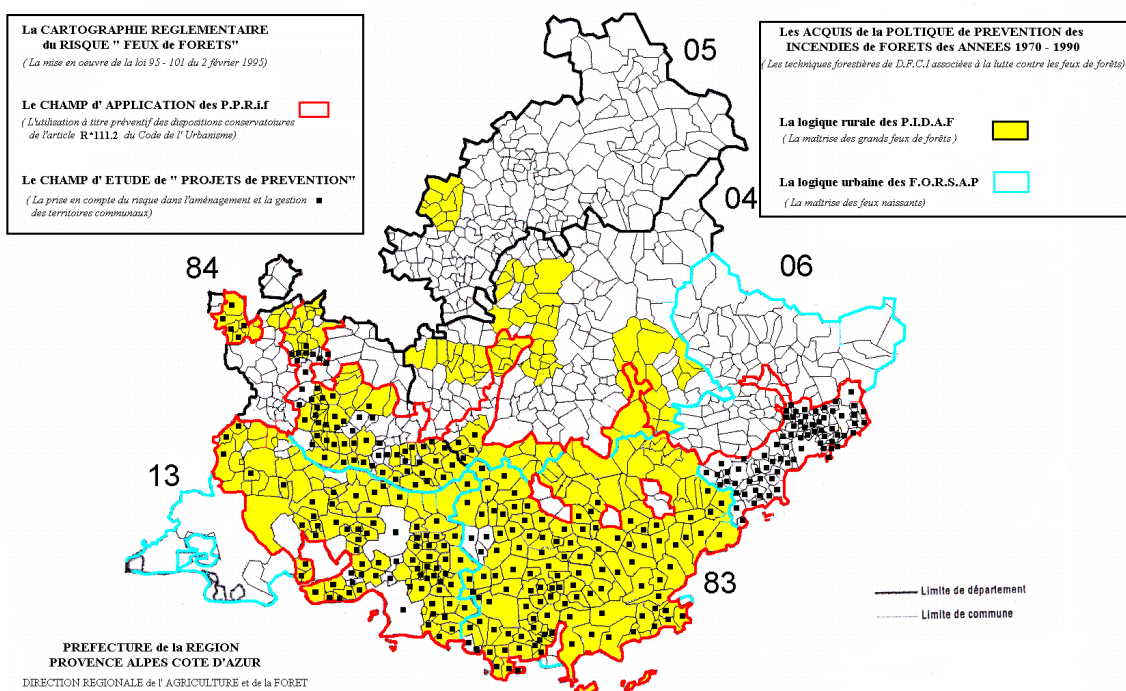 La CARTOGRAPHIE REGLEMENTAIRE
du RISQUE " FEUX de FORETS"
( La mise en oeuvre de la loi 95 - 101 du 2 février 1995)
Le CHAMP d' APPLICATION des P.P.R.i.f
( L'utilisation à titre préventif des dispositions conservatoires
de l'article R*111.2 du Code de l' Urbanisme)
Le CHAMP d' ETUDE de " PROJETS de PREVENTION"
( La prise en compte du risque dans l'aménagement et la gestion
des territoires communaux)
Les ACQUIS de la POLTIQUE de PREVENTION des
INCENDIES de FORETS des ANNEES 1970 - 1990
( Les techniques forestières de D.F.C.I associées à la lutte contre les feux de forêts)
La logique rurale des P.I.D.A.F
( La maîtrise des grands feux de forêts )
La logique urbaine des F.O.R.S.A.P
( La maîtrise des feux naissants)
05
04
06
84
13
83
Limite de département
Limite de commune
PREFECTURE de la REGION
PROVENCE ALPES COTE D'AZUR
DIRECTION REGIONALE de l' AGRICULTURE et de la FORET